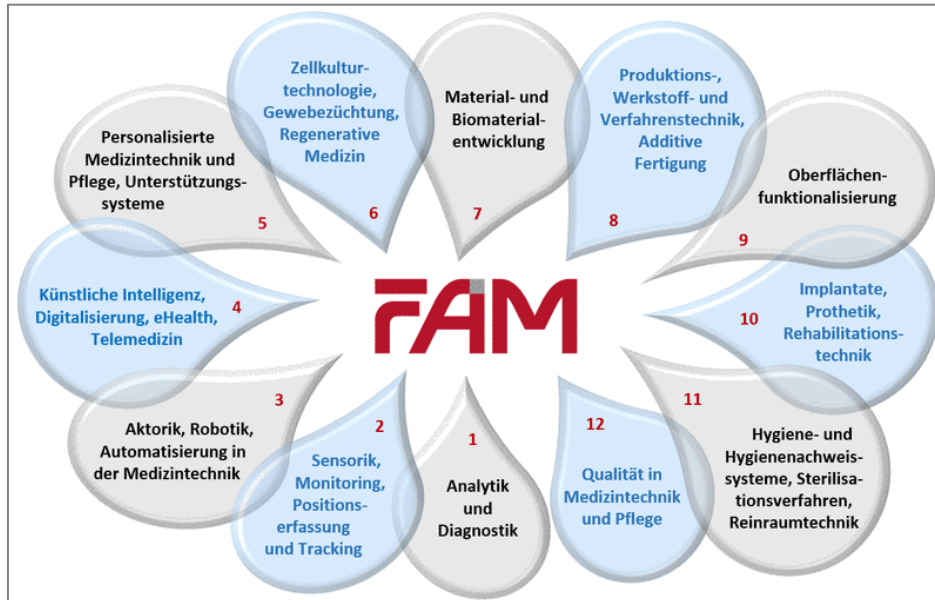 Analytik
und
Diagnostik
1
Sensorik,
Monitoring,
Positions-
erfassung
und Tracking
2
Aktorik, Robotik,
Automatisierung in
der Medizintechnik
3
Künstliche Intelligenz,
Digitalisierung, eHealth,
Telemedizin
4
Personalisierte
Medizintechnik und
Pflege, Unterstützungs-
systeme
5
Zellkultur-
technologie,
Gewebezüchtung,
Regenerative
Medizin
6
Material- und
Biomaterial-
entwicklung
7
Produktions-,
Werkstoff- und
Verfahrenstechnik,
Additive
Fertigung
8
Oberflächen-
funktionalisierung
9
Implantate,
Prothetik,
Rehabilitations-
technik
10
Hygiene- und
Hygienenachweis-
systeme, Sterilisa-
tionsverfahren,
Reinraumtechnik
11
Qualität in
Medizintechnik
und Pflege
12
FAiM